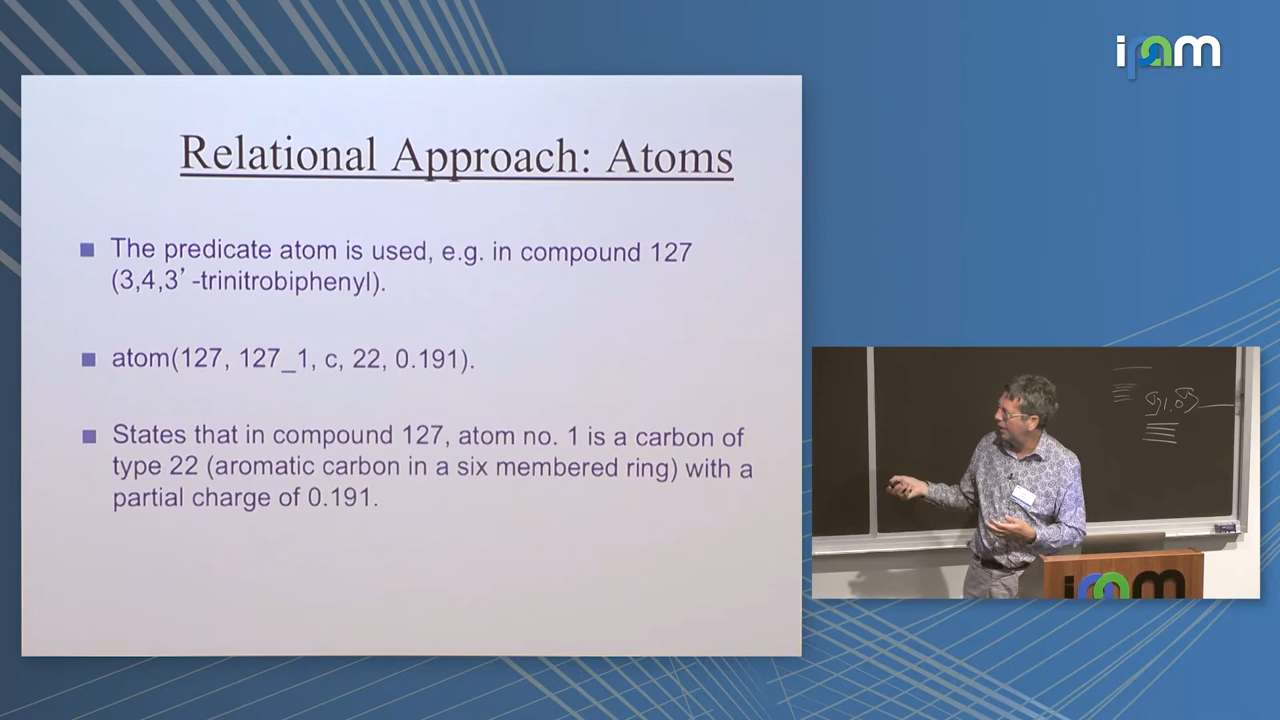 ipam
Relational Approach: Atoms
The predicate atom is used, e.g. in compound 127
(3,4,3’ -trinitrobiphenyl).
atom(127, 127_1, c, 22, 0.191).
States that in compound 127, atom no. 1 is a carbon of
type 22 (aromatic carbon in a six membered ring) with a
partial charge of 0.191.
ipam